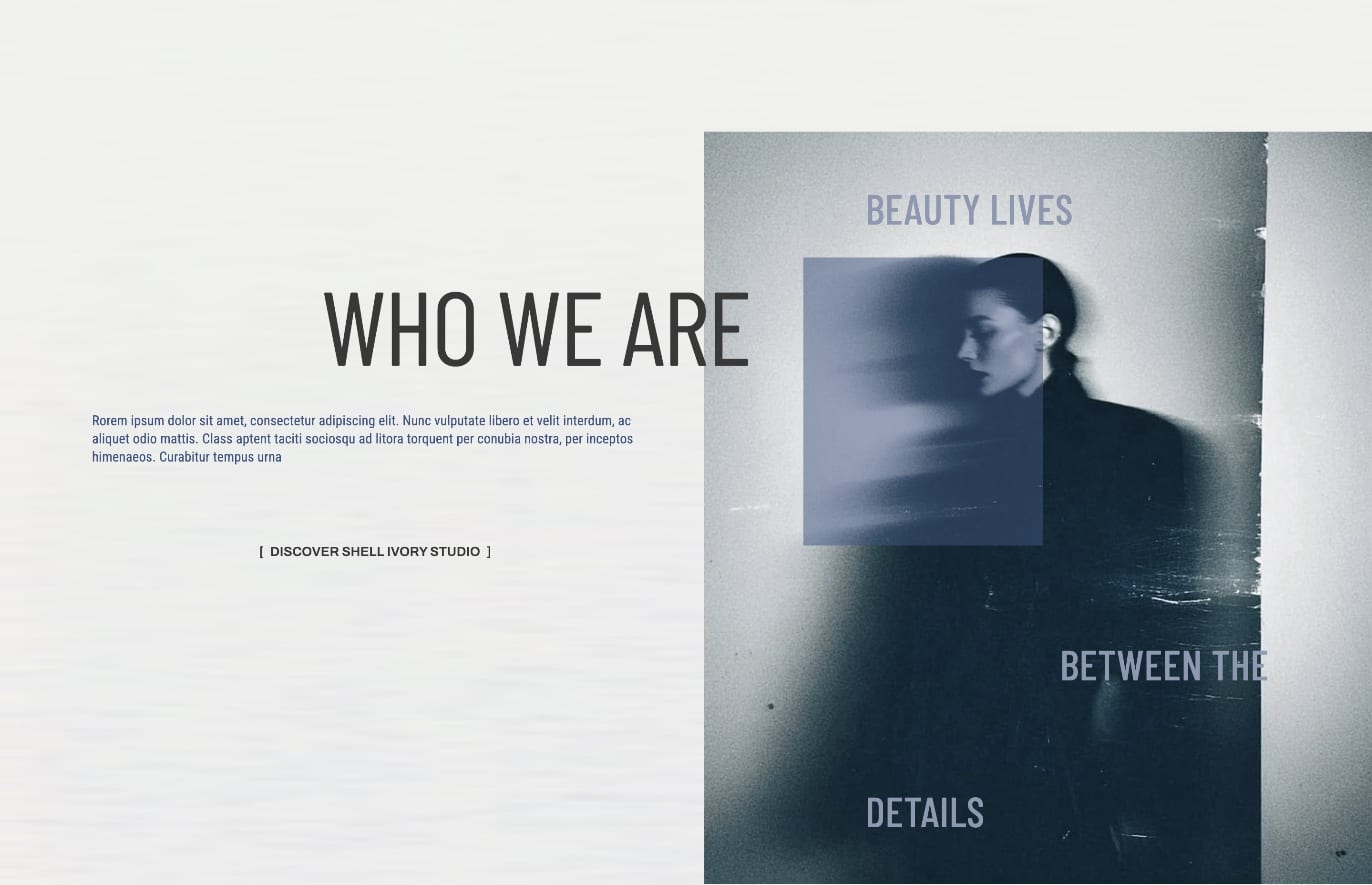 BEAUTY LIVES
WHO WE ARE
Rorem ipsum dolor sit amet, consectetur adipiscing elit. Nunc vulputate libero et velit interdum, ac
aliquet odio mattis. Class aptent taciti sociosqu ad litora torquent per conubia nostra, per inceptos
himenaeos. Curabitur tempus urna
[ DISCOVER SHELL IVORY STUDIO ]
BETWEEN THE
DETAILS